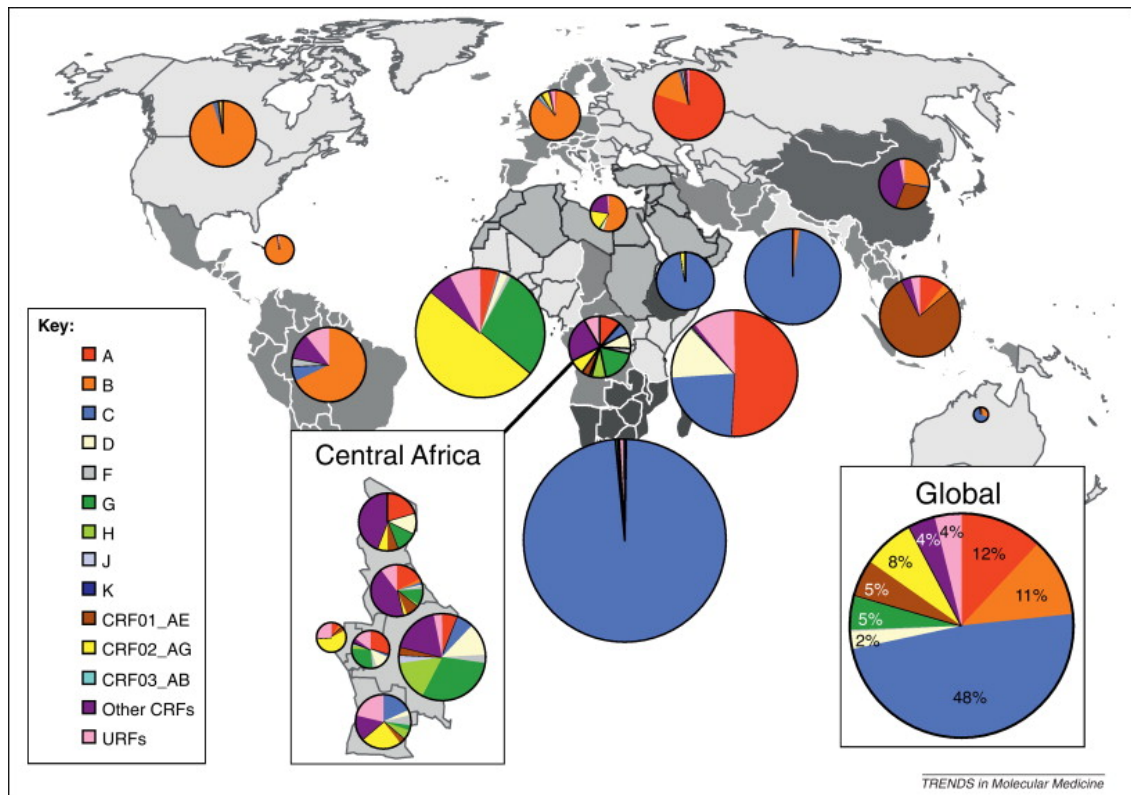 Key:
A
B
C
D
F
G
H
J
K
CRF01_AE
CRF02_AG
CRF03_AB
Other CRFs
URFs
Central Africa
Global
4%
4%
12%
8%
11%
5%
5%
2%
48%
TRENDS in Molecular Medicine